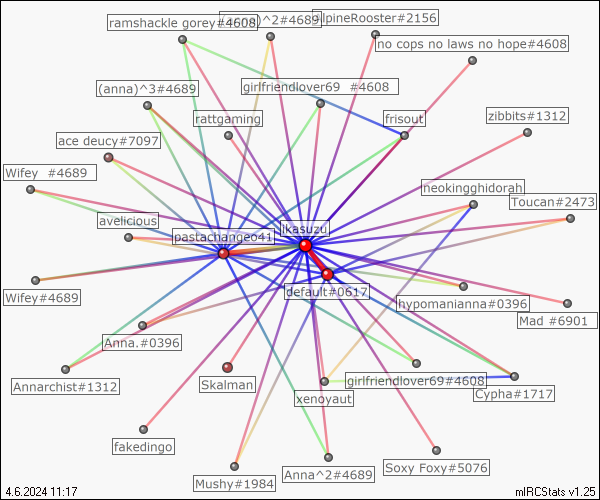 ramshackle gorey#4608
(anna)^2#4689
AlpineRooster#2156
no cops no laws no hope#4608
(anna)^3#4689
girlfriendlover69 #4608
rattgaming
frisout
zibbits#1312
ace deucy#7097
Wifey #4689
neokingghidorah
Toucan#2473
avelicious
pastachange641
Ikasuzu
Wifey#4689
default#0617
hypomanianna#0396
Mad #6901
Anna.#0396
Annarchist#1312
Skalman
girlfriendlover69#4608
xenoyaut
Cypha#1717
fakedingo
Mushy#1984
Anna^2#4689
Soxy Foxy#5076
4.6.2024 11:17
mIRCStats v1.25